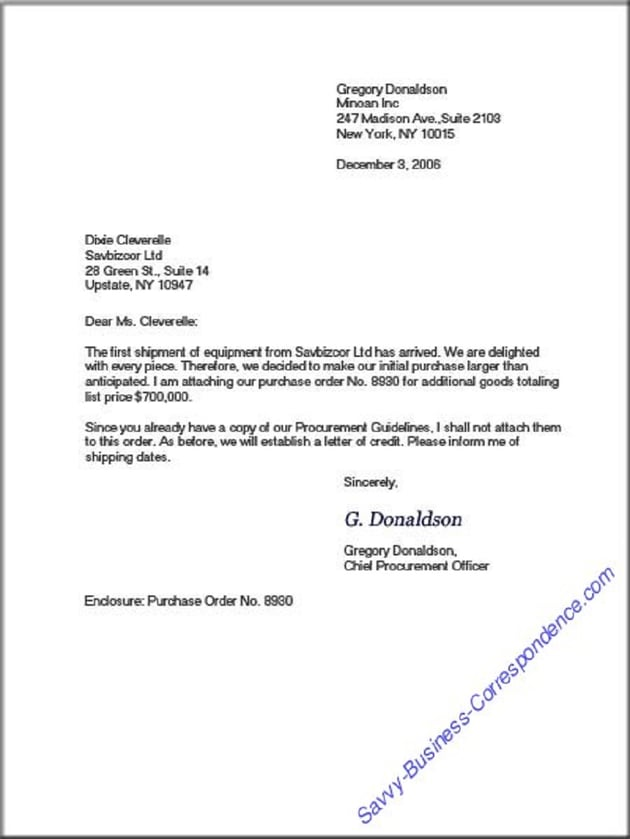 Gregory Donaldson
Minoan Inc
247 Madison Ave.,Suite 2103
New York, NY 10015
December 3, 2006
Dixie Cleverelle
Savbizcor Ltd
28 Green St., Suite 14
Upstate, NY 10947
Dear Ms. Cleverelle:
The first shipment of equipment from Savbizcor Ltd has arrived. We are delighted
with every piece. Therefore, we decided to make our initial purchase larger than
anticipated. I am attaching our purchase order No. 8930 for additional goods totaling
list price $700,000.
Since you already have a copy of our Procurement Guidelines, I shall not attach them
to this order. As before, we will establish a letter of credit. Please inform me of
shipping dates.
Sincerely,
G. Donaldson
Gregory Donaldson,
Chief Procurement Officer
Enclosure: Purchase Order No. 8930
Savvy-Business-Correspondence.com